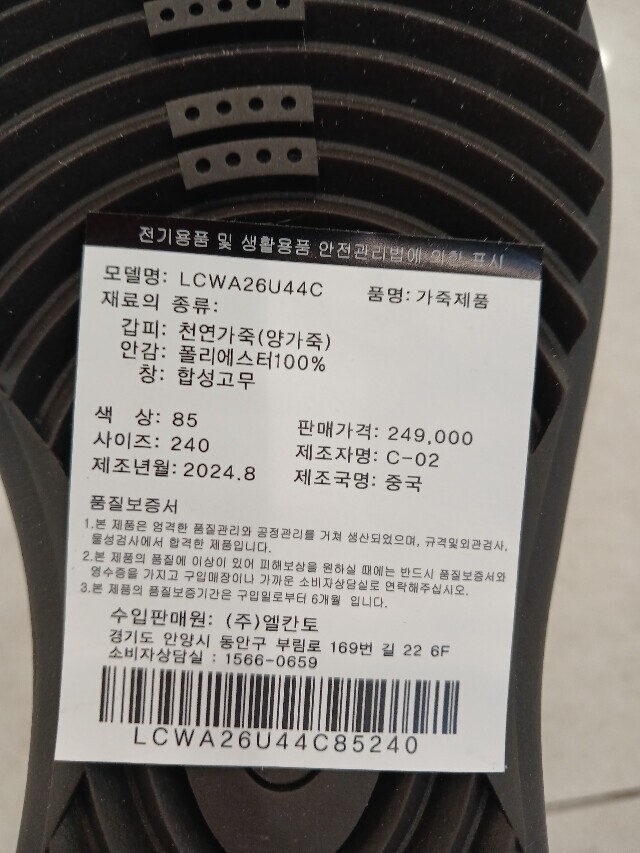 전기용품 및 생활용품 안전관리법에 의한 표시
모델명: LCWA26U44C 품명: 가죽제품
재료의 종류:
갑피: 천연가죽(양가죽)
안감: 폴리에스터100%
창: 합성고무
색 상: 85 판매가격: 249,000
사이즈: 240 제조자명: C-02
제조년월: 2024.8 제조국명: 중국
품질보증서
1.본 제품은 엄격한 품질관리와 공정관리를 거쳐 생산되었으며, 규격및외관검사,
물성검사에서 합격한 제품입니다.
2.본 제품의 품질에 이상이 있어 피해보상을 원하실 때에는 반드시 품질보증서와
영수증을 가지고 구입매장이나 가까운 소비자상담실로 연락해주십시오.
3.본 제품의 품질보증기간은 구입일로부터 6개월 입니다.
수입판매원: (주)엘칸토
경기도 안양시 동안구 부림로 169번 길 22 6F
소비자상담실 : 1566-0659
LCWA26U44C85240